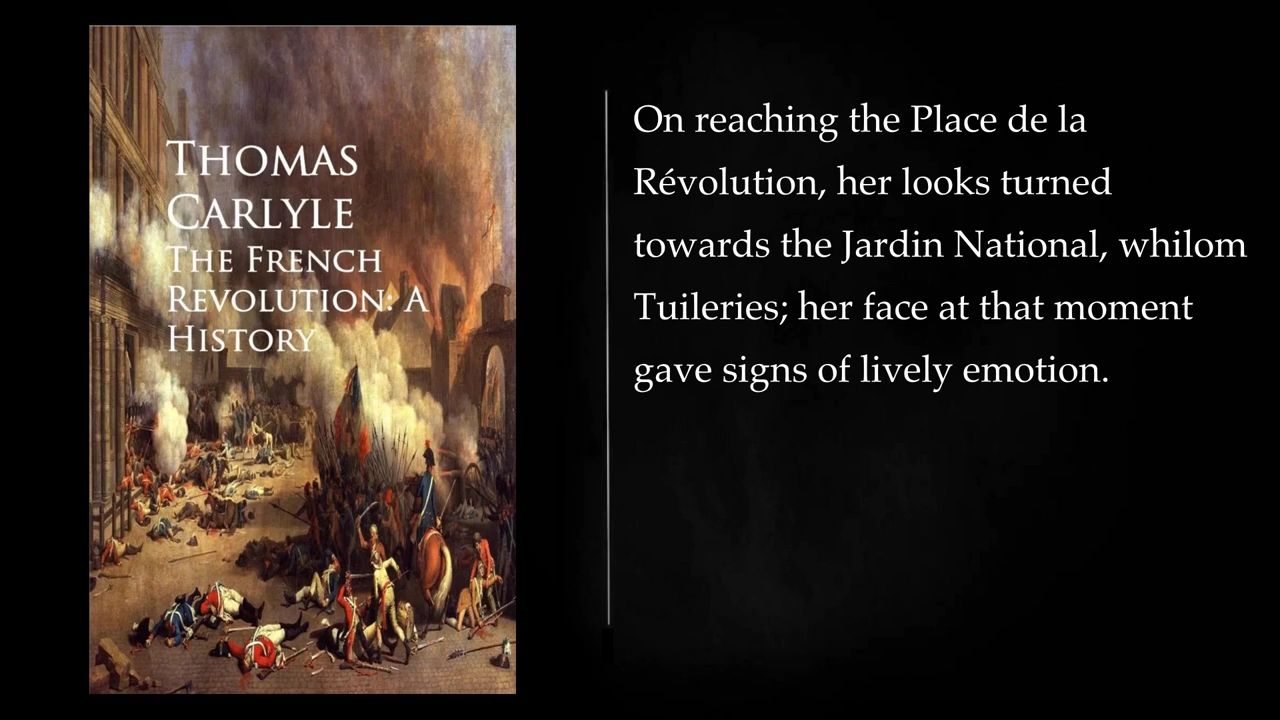 THOMAS
CARLYLE
THE FRENCH
REVOLUTION: A
HISTORY
On reaching the Place de la
Révolution, her looks turned
towards the Jardin National, whilom
Tuileries; her face at that moment
gave signs of lively emotion.